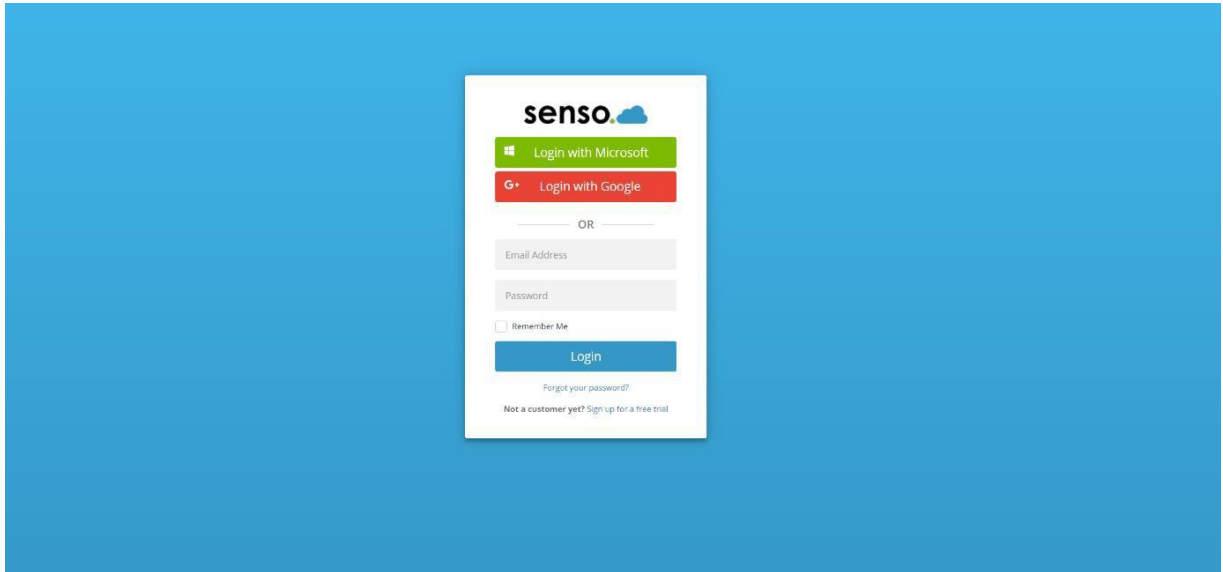 senso.
Login with Microsoft
G+ Login with Google
OR
Email Address
Password
Remember Me
Login
Forgot your password?
Not a customer yet? Sign up for a free trial